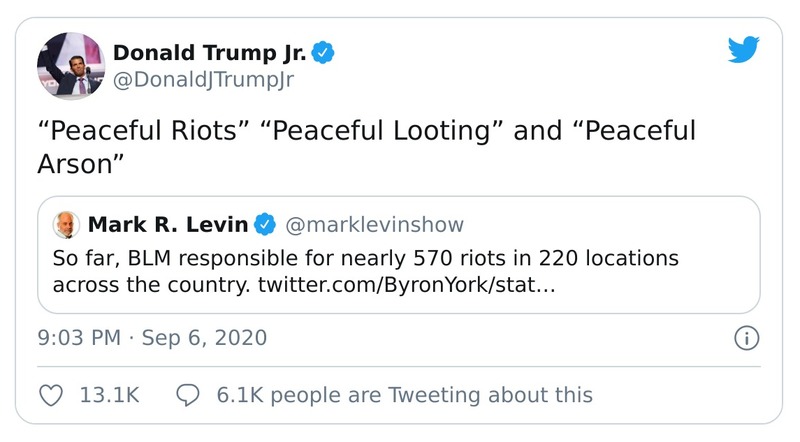 Donald Trump Jr.
@DonaldJTrumpJr
“Peaceful Riots” “Peaceful Looting” and “Peaceful
Arson”
Mark R. Levin @marklevinshow
So far, BLM responsible for nearly 570 riots in 220 locations
across the country. twitter.com/ByronYork/stat…
9:03 PM · Sep 6, 2020
13.1K 6.1K people are Tweeting about this